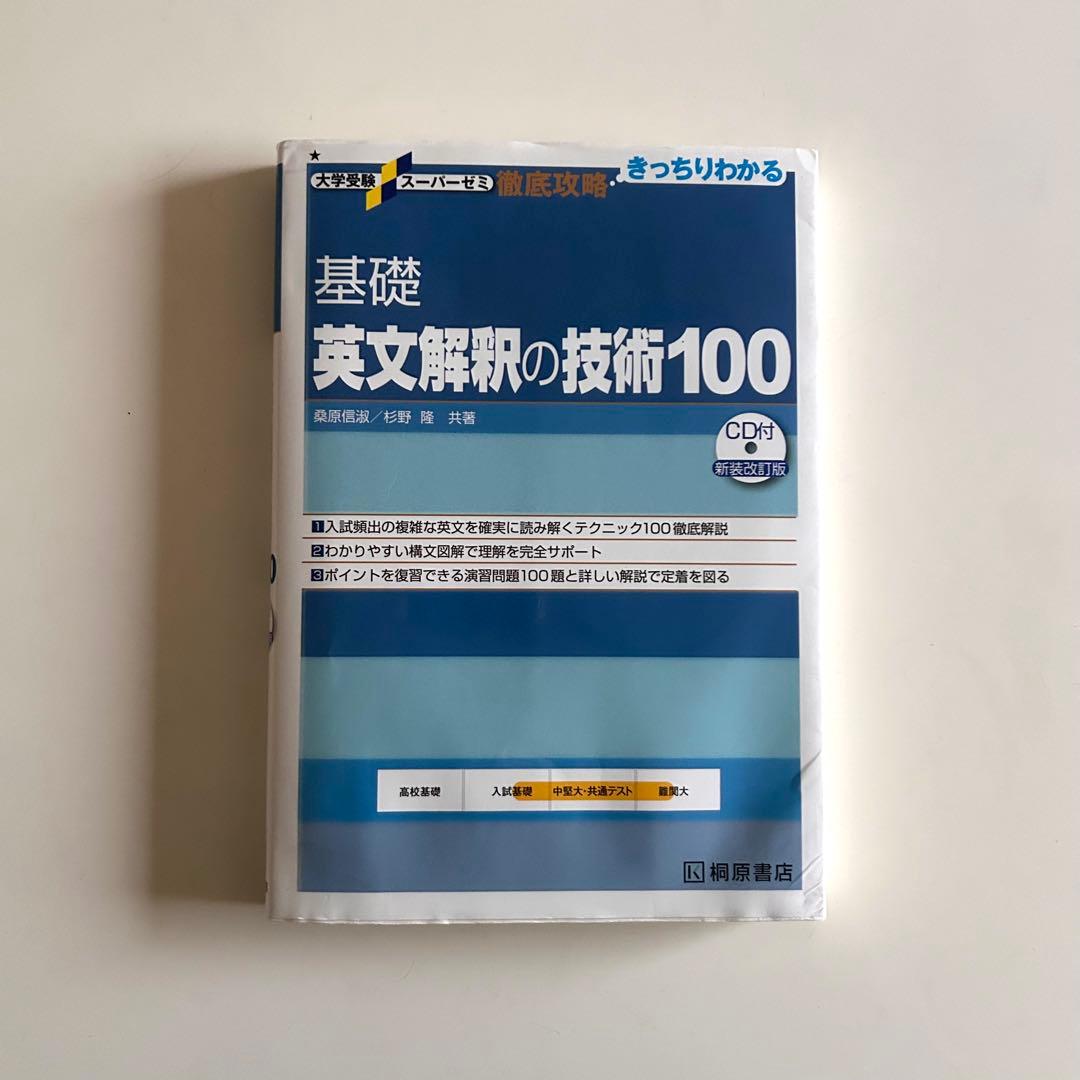 ★
大学受験 スーパーゼミ 徹底攻略・きっちりわかる
基礎
英文解釈の技術100
桑原信淑/杉野 隆 共著
CD付
新装改訂版
1入試頻出の複雑な英文を確実に読み解くテクニック100徹底解説
2わかりやすい構文図解で理解を完全サポート
3ポイントを復習できる演習問題100題と詳しい解説で定着を図る
高校基礎 入試基礎 中堅大・共通テスト 難関大
K 桐原書店